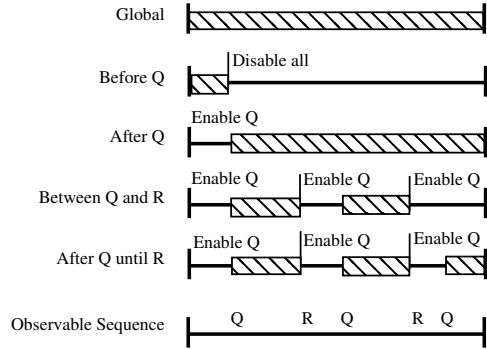 Global
Before Q
Disable all
After Q
Enable Q
Between Q and R
Enable Q Enable Q Enable Q
After Q until R
Enable Q Enable Q Enable Q
Observable Sequence
Q R Q R Q